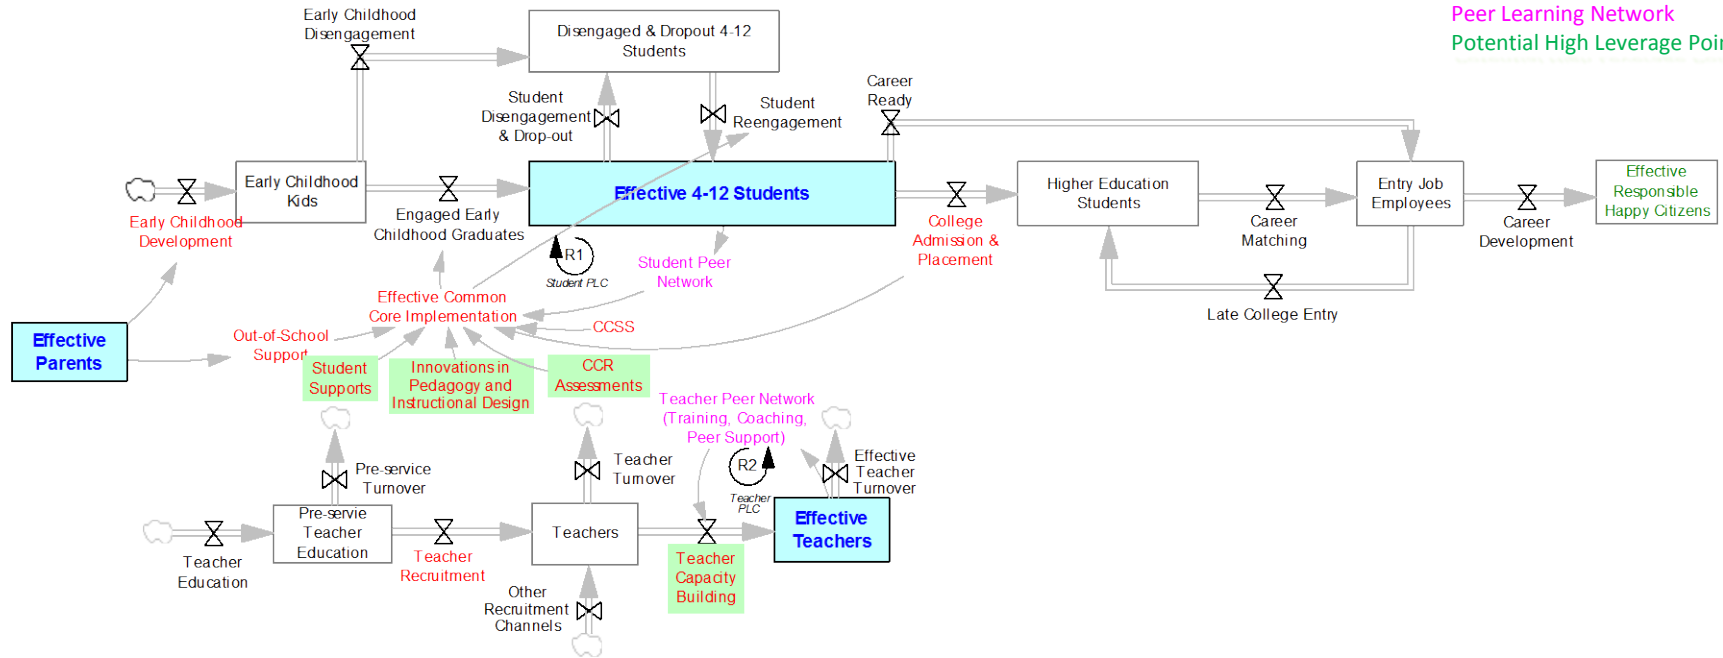 Peer Learning Network
Potential High Leverage Poi
Early Childhood
Disengagement
Disengaged & Dropout 4-12
Students
Student
Disengagement
& Drop-out
Student
Reengagement
Career
Ready
Early Childhood
Kids
Effective 4-12 Students
Higher Education
Students
Entry Job
Employees
Effective
Responsible
Happy Citizens
Early Childhood
Development
Engaged Early
Childhood Graduates
College
Admission &
Placement
Career
Matching
Career
Development
R1
Student PLC
Student Peer
Network
Late College Entry
Effective Common
Core Implementation
CCSS
Effective
Parents
Out-of-School
Support
Student
Supports
Innovations in
Pedagogy and
Instructional Design
CCR
Assessments
Teacher Peer Network
(Training, Coaching,
Peer Support)
R2
Teacher
PLC
Pre-service
Turnover
Teacher
Turnover
Effective
Teacher
Turnover
Pre-servie
Teacher
Education
Teachers
Effective
Teachers
Teacher
Education
Teacher
Recruitment
Teacher
Capacity
Building
Other
Recruitment
Channels